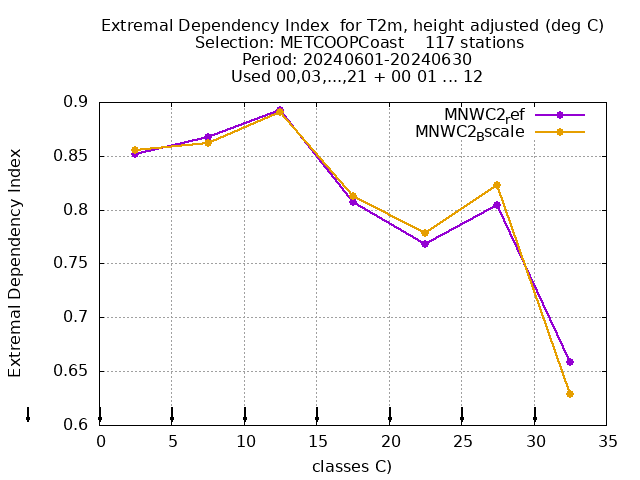 Extremal Dependency Index  for T2m, height adjusted (deg C)
Selection: METCOOPCoast    117 stations
Period: 20240601-20240630
Used 00,03,...,21 + 00 01 ... 12
MNWC2_ref
MNWC2_Bscale
Extremal Dependency Index
0.9
0.85
0.8
0.75
0.7
0.65
0.6
0 5 10 15 20 25 30 35
classes C)